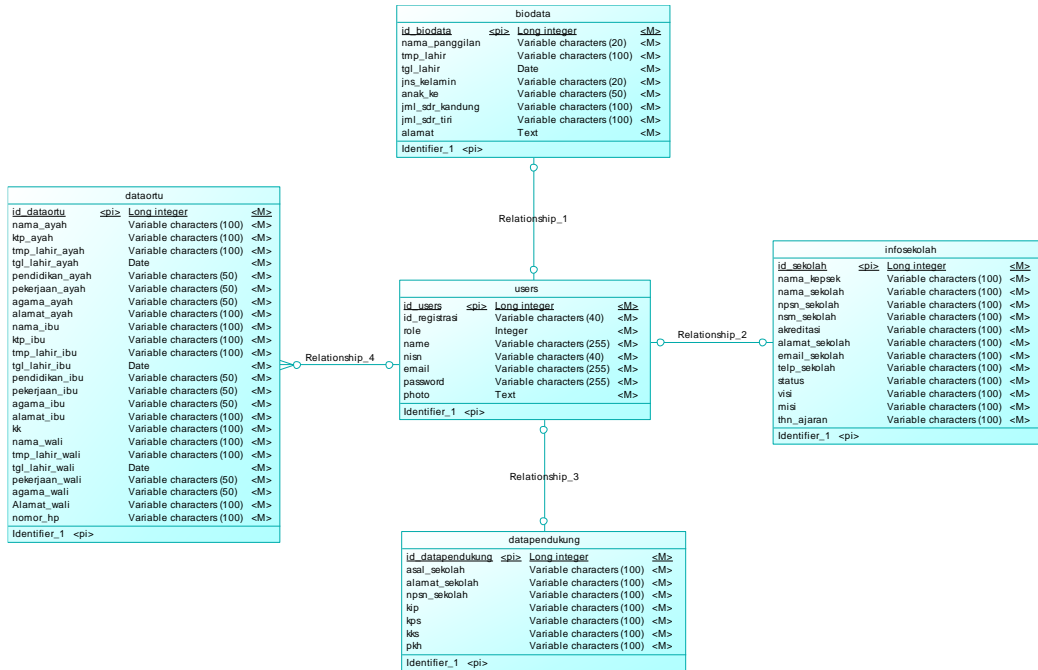 biodata
id_biodata <pi> Long integer <M>
nama_panggilan Variable characters (20) <M>
tmp_lahir Variable characters (100) <M>
tgl_lahir Date <M>
jns_kelamin Variable characters (20) <M>
anak_ke Variable characters (50) <M>
jml_sdr_kandung Variable characters (100) <M>
jml_sdr_tiri Variable characters (100) <M>
alamat Text <M>
Identifier_1 <pi>
Relationship_1
dataortu
id_dataortu <pi> Long integer <M>
nama_ayah Variable characters (100) <M>
ktp_ayah Variable characters (100) <M>
tmp_lahir_ayah Variable characters (100) <M>
tgl_lahir_ayah Date <M>
pendidikan_ayah Variable characters (50) <M>
pekerjaan_ayah Variable characters (50) <M>
agama_ayah Variable characters (50) <M>
alamat_ayah Variable characters (100) <M>
nama_ibu Variable characters (100) <M>
ktp_ibu Variable characters (100) <M>
tmp_lahir_ibu Variable characters (100) <M>
tgl_lahir_ibu Date <M>
pendidikan_ibu Variable characters (50) <M>
pekerjaan_ibu Variable characters (50) <M>
agama_ibu Variable characters (50) <M>
alamat_ibu Variable characters (100) <M>
kk Variable characters (100) <M>
nama_wali Variable characters (100) <M>
tmp_lahir_wali Variable characters (100) <M>
tgl_lahir_wali Date <M>
pekerjaan_wali Variable characters (50) <M>
agama_wali Variable characters (50) <M>
Alamat_wali Variable characters (100) <M>
nomor_hp Variable characters (100) <M>
Identifier_1 <pi>
Relationship_4
users
id_users <pi> Long integer <M>
id_registrasi Variable characters (40) <M>
role Integer <M>
name Variable characters (255) <M>
nisn Variable characters (40) <M>
email Variable characters (255) <M>
password Variable characters (255) <M>
photo Text <M>
Identifier_1 <pi>
Relationship_2
infosekolah
id_sekolah <pi> Long integer <M>
nama_kepsek Variable characters (100) <M>
nama_sekolah Variable characters (100) <M>
npsn_sekolah Variable characters (100) <M>
nsm_sekolah Variable characters (100) <M>
akreditasi Variable characters (100) <M>
alamat_sekolah Variable characters (100) <M>
email_sekolah Variable characters (100) <M>
telp_sekolah Variable characters (100) <M>
status Variable characters (100) <M>
visi Variable characters (100) <M>
misi Variable characters (100) <M>
thn_ajaran Variable characters (100) <M>
Identifier_1 <pi>
Relationship_3
datapendukung
id_datapendukung <pi> Long integer <M>
asal_sekolah Variable characters (100) <M>
alamat_sekolah Variable characters (100) <M>
npsn_sekolah Variable characters (100) <M>
kip Variable characters (100) <M>
kps Variable characters (100) <M>
kks Variable characters (100) <M>
pkh Variable characters (100) <M>
Identifier_1 <pi>